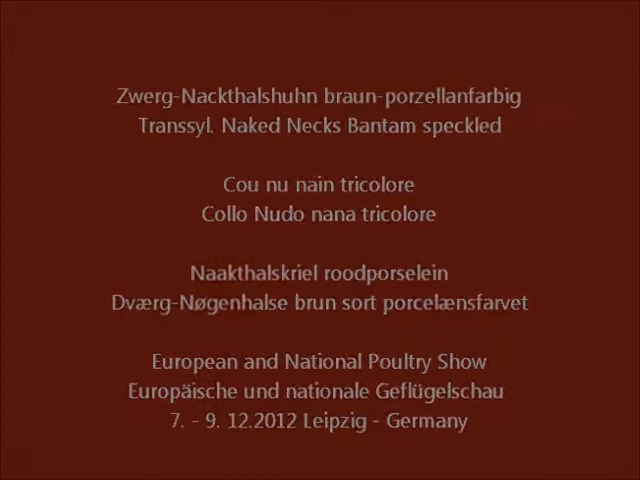 Zwerg-Nackthalshuhn braun-porzellanfarbig
Transsyl. Naked Necks Bantam speckled
Cou nu nain tricolore
Collo Nudo nana tricolore
Naakthalskriel roodporselein
Dværg-Nøgenhalse brun sort porcelænsfarvet
European and National Poultry Show
Europäische und nationale Geflügelschau
7. - 9. 12.2012 Leipzig - Germany